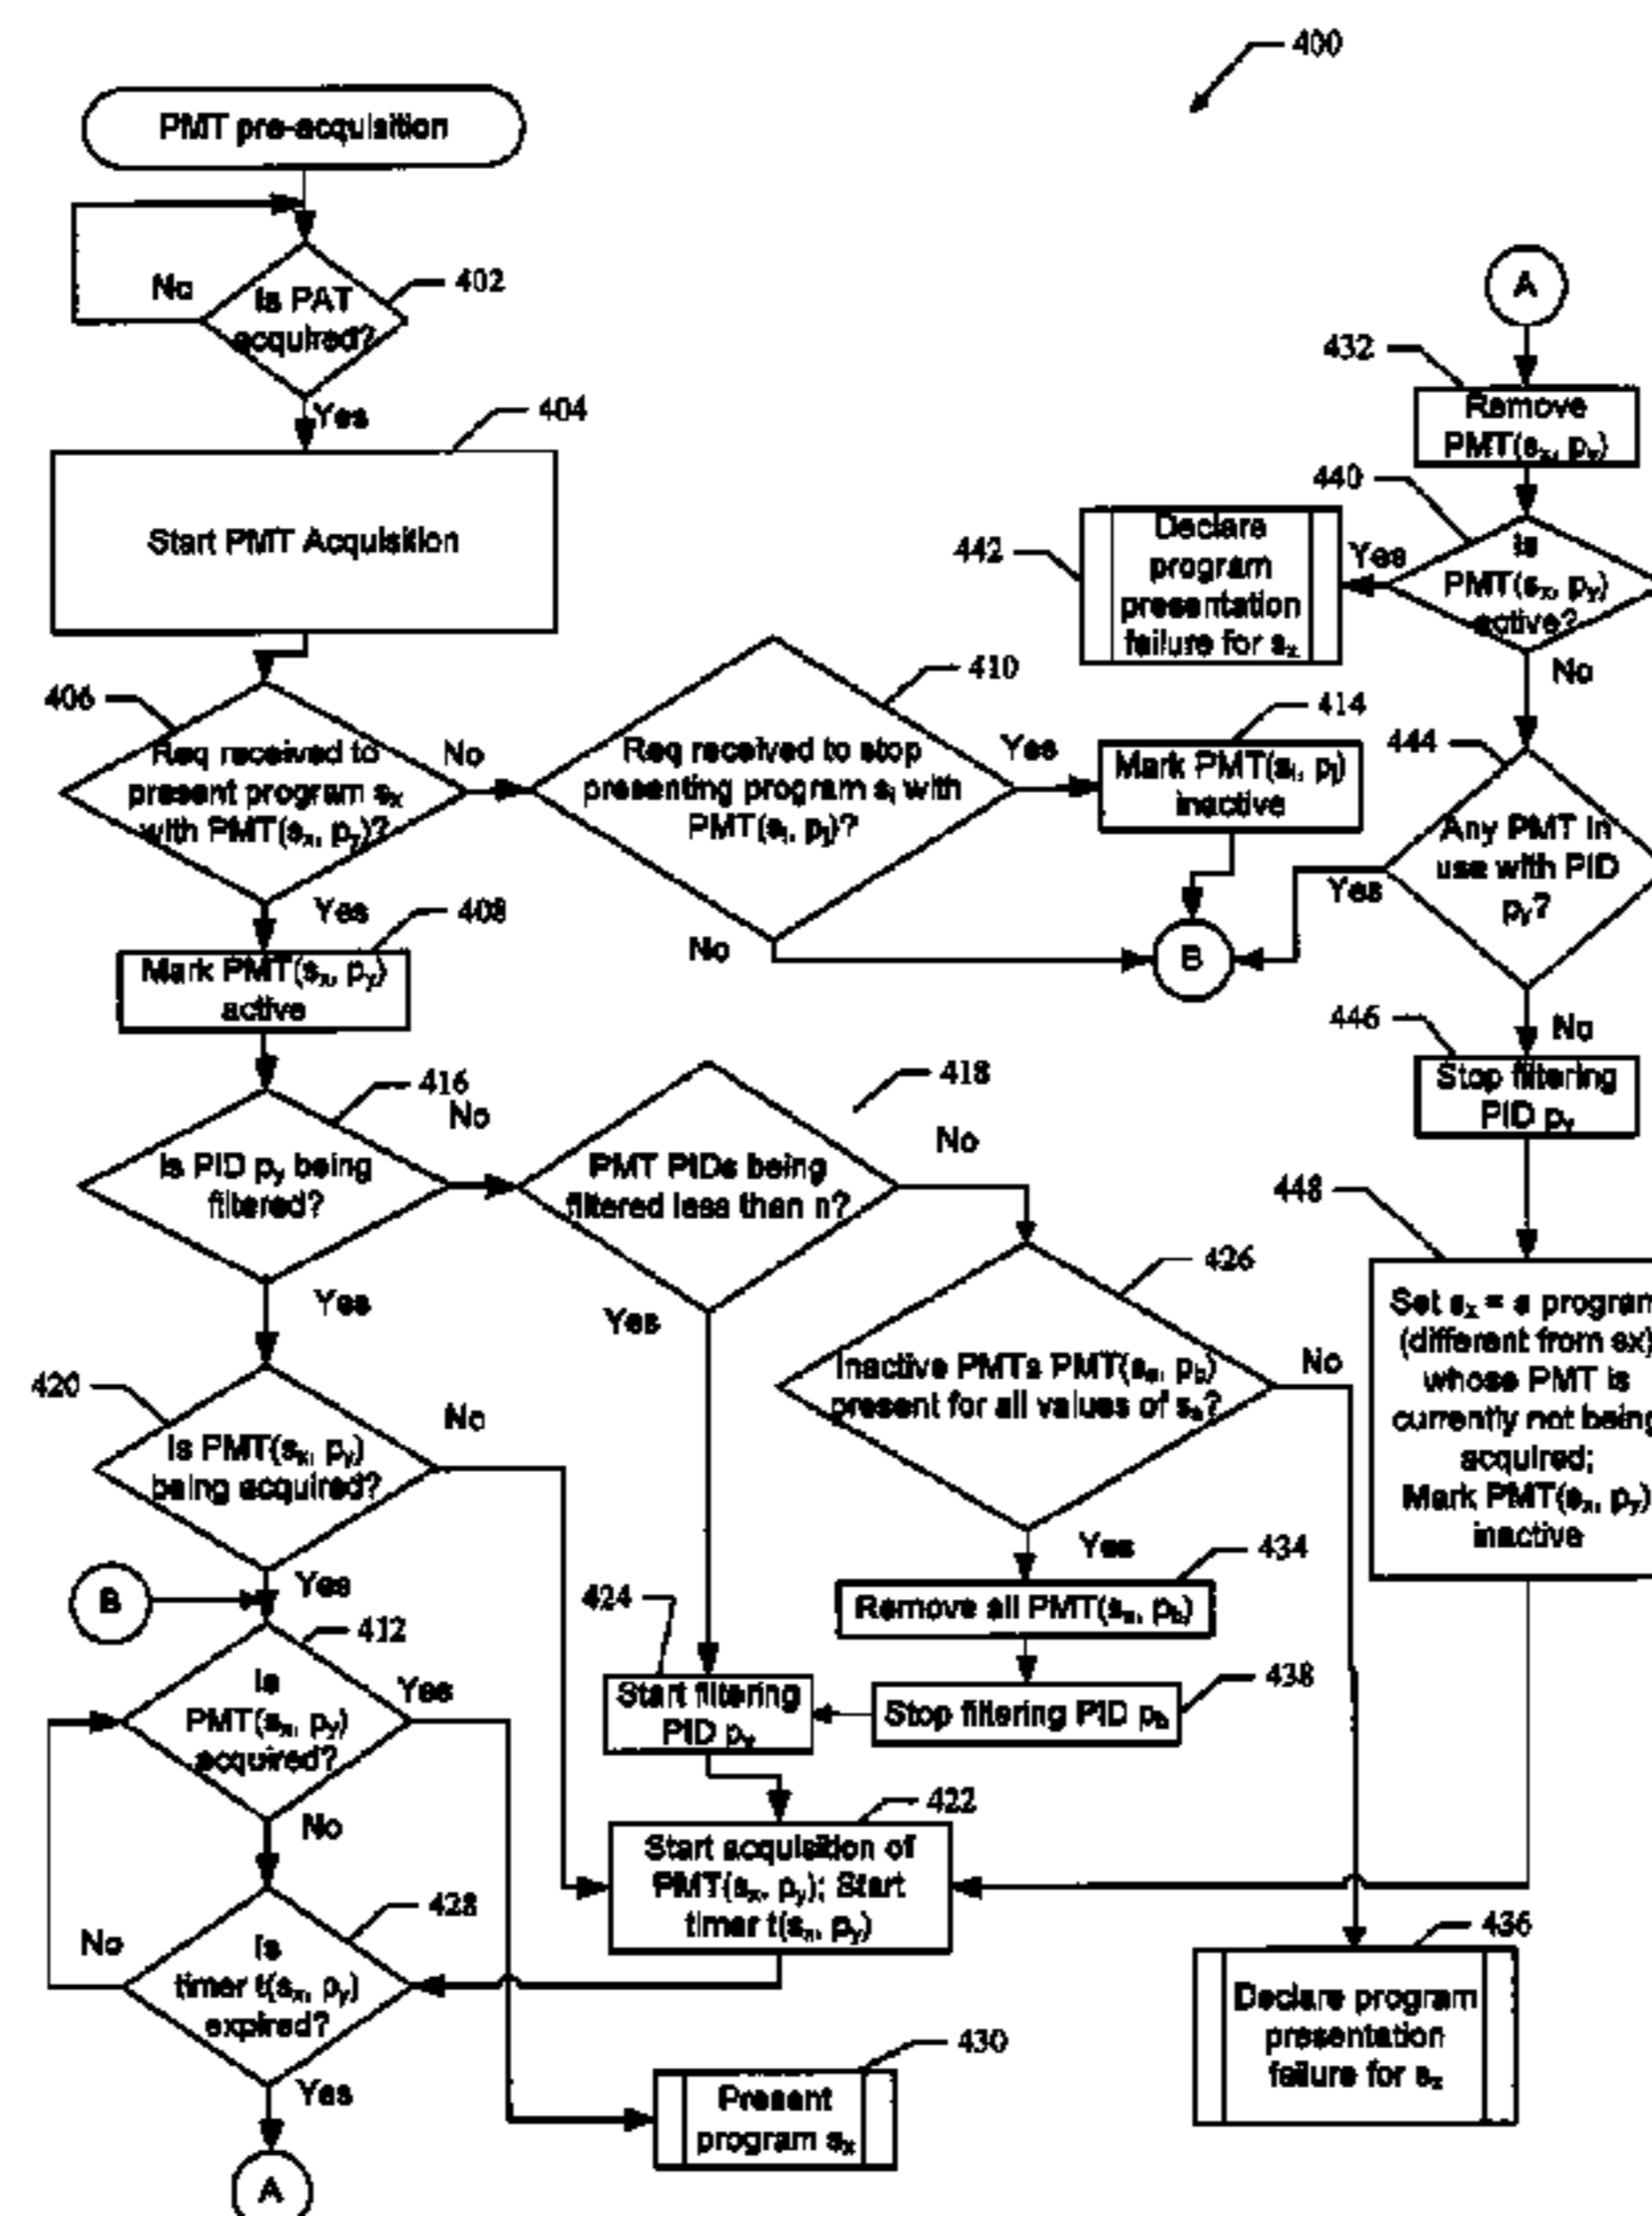 400
PMT pre-acquisition
No
Is PAT
acquired?
402
Yes
404
Start PMT Acquisition
406
Req received to
present program sx
with PMT(sx, py)?
No
Yes
410
Req received to stop
presenting program si with
PMT(si, pj)?
Yes
No
414
Mark PMT(si, pj)
inactive
B
408
Mark PMT(sx, py)
active
416
No
Is PID py being
filtered?
Yes
418
No
PMT PIDs being
filtered less than n?
Yes
420
Is PMT(sx, py)
being acquired?
No
Yes
B
426
Inactive PMTs PMT(sa, pb)
present for all values of sa?
No
Yes
434
Remove all PMT(sa, pb)
438
Stop filtering PID pb
424
Start filtering
PID py
412
Is
PMT(sx, py)
acquired?
Yes
No
422
Start acquisition of
PMT(sx, py); Start
timer t(sx, py)
428
No
Is
timer t(sx, py)
expired?
Yes
A
430
Present
program sx
436
Declare program
presentation
failure for sx
A
432
Remove
PMT(sx, py)
440
Is
PMT(sx, py)
active?
Yes
No
442
Declare
program
presentation
failure for sx
444
Any PMT in
use with PID
py?
Yes
No
446
Stop filtering
PID py
448
Set sx = a program
(different from sx)
whose PMT is
currently not being
acquired;
Mark PMT(sx, py)
inactive